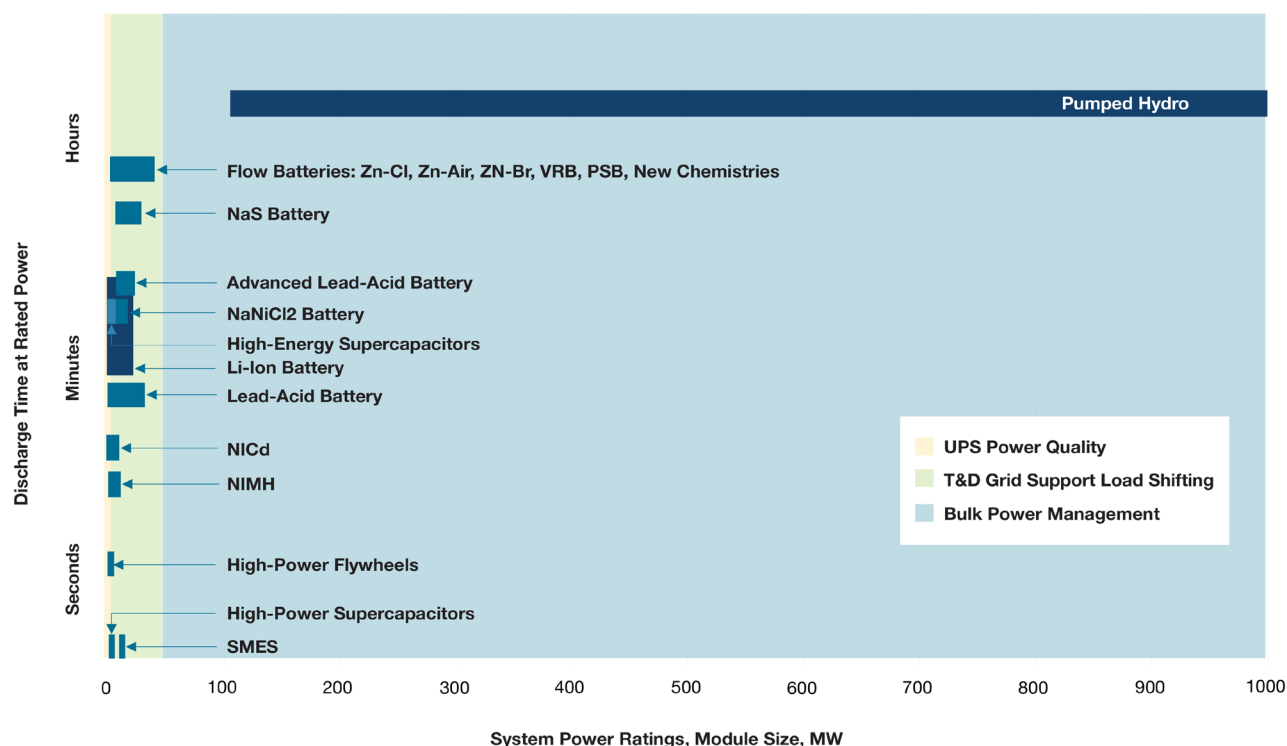 Pumped Hydro
Hours
Flow Batteries: Zn-Cl, Zn-Air, ZN-Br, VRB, PSB, New Chemistries
NaS Battery
Discharge Time at Rated Power
Advanced Lead-Acid Battery
NaNiCl2 Battery
High-Energy Supercapacitors
Minutes
Li-Ion Battery
Lead-Acid Battery
NICd
NIMH
UPS Power Quality
T&D Grid Support Load Shifting
Bulk Power Management
Seconds
High-Power Flywheels
High-Power Supercapacitors
SMES
0 100 200 300 400 500 600 700 800 900 1000
System Power Ratings, Module Size, MW